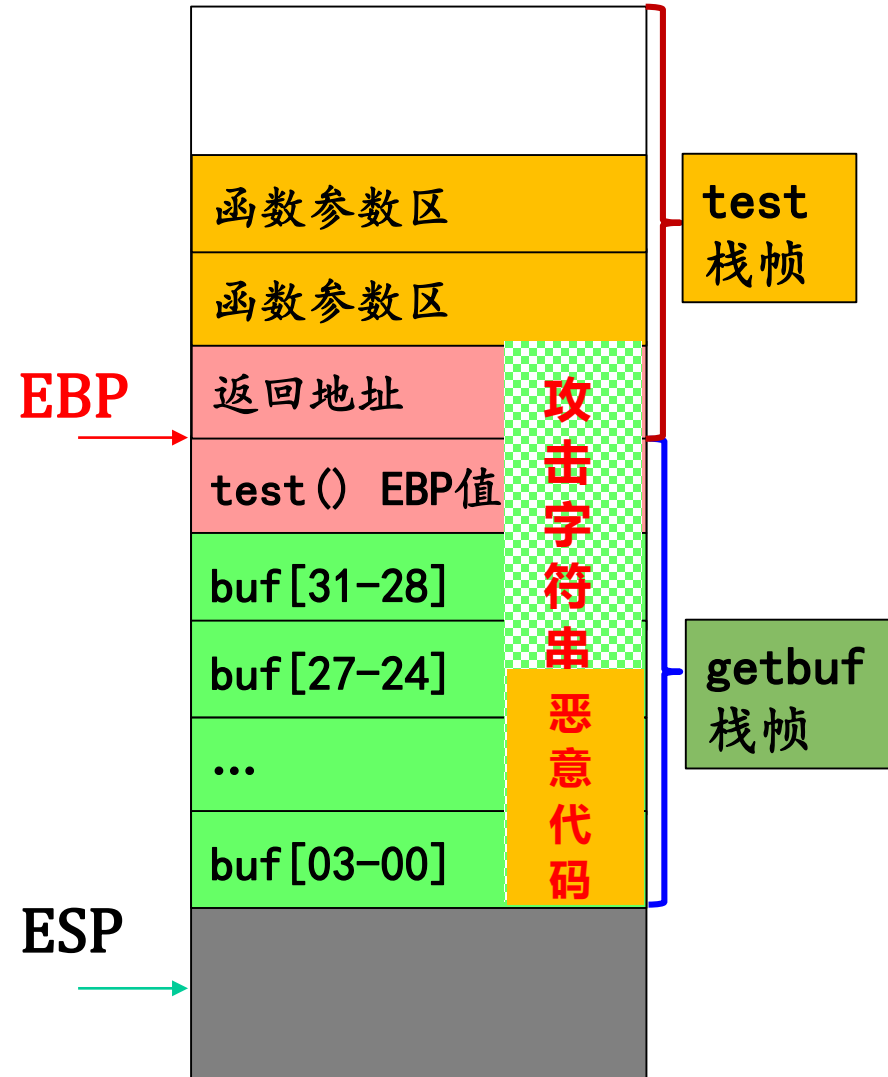 函数参数区
函数参数区
test
栈帧
EBP
返回地址
test() EBP值
攻击字符串
buf[31-28]
buf[27-24]
getbuf
栈帧
恶意代码
…
buf[03-00]
ESP